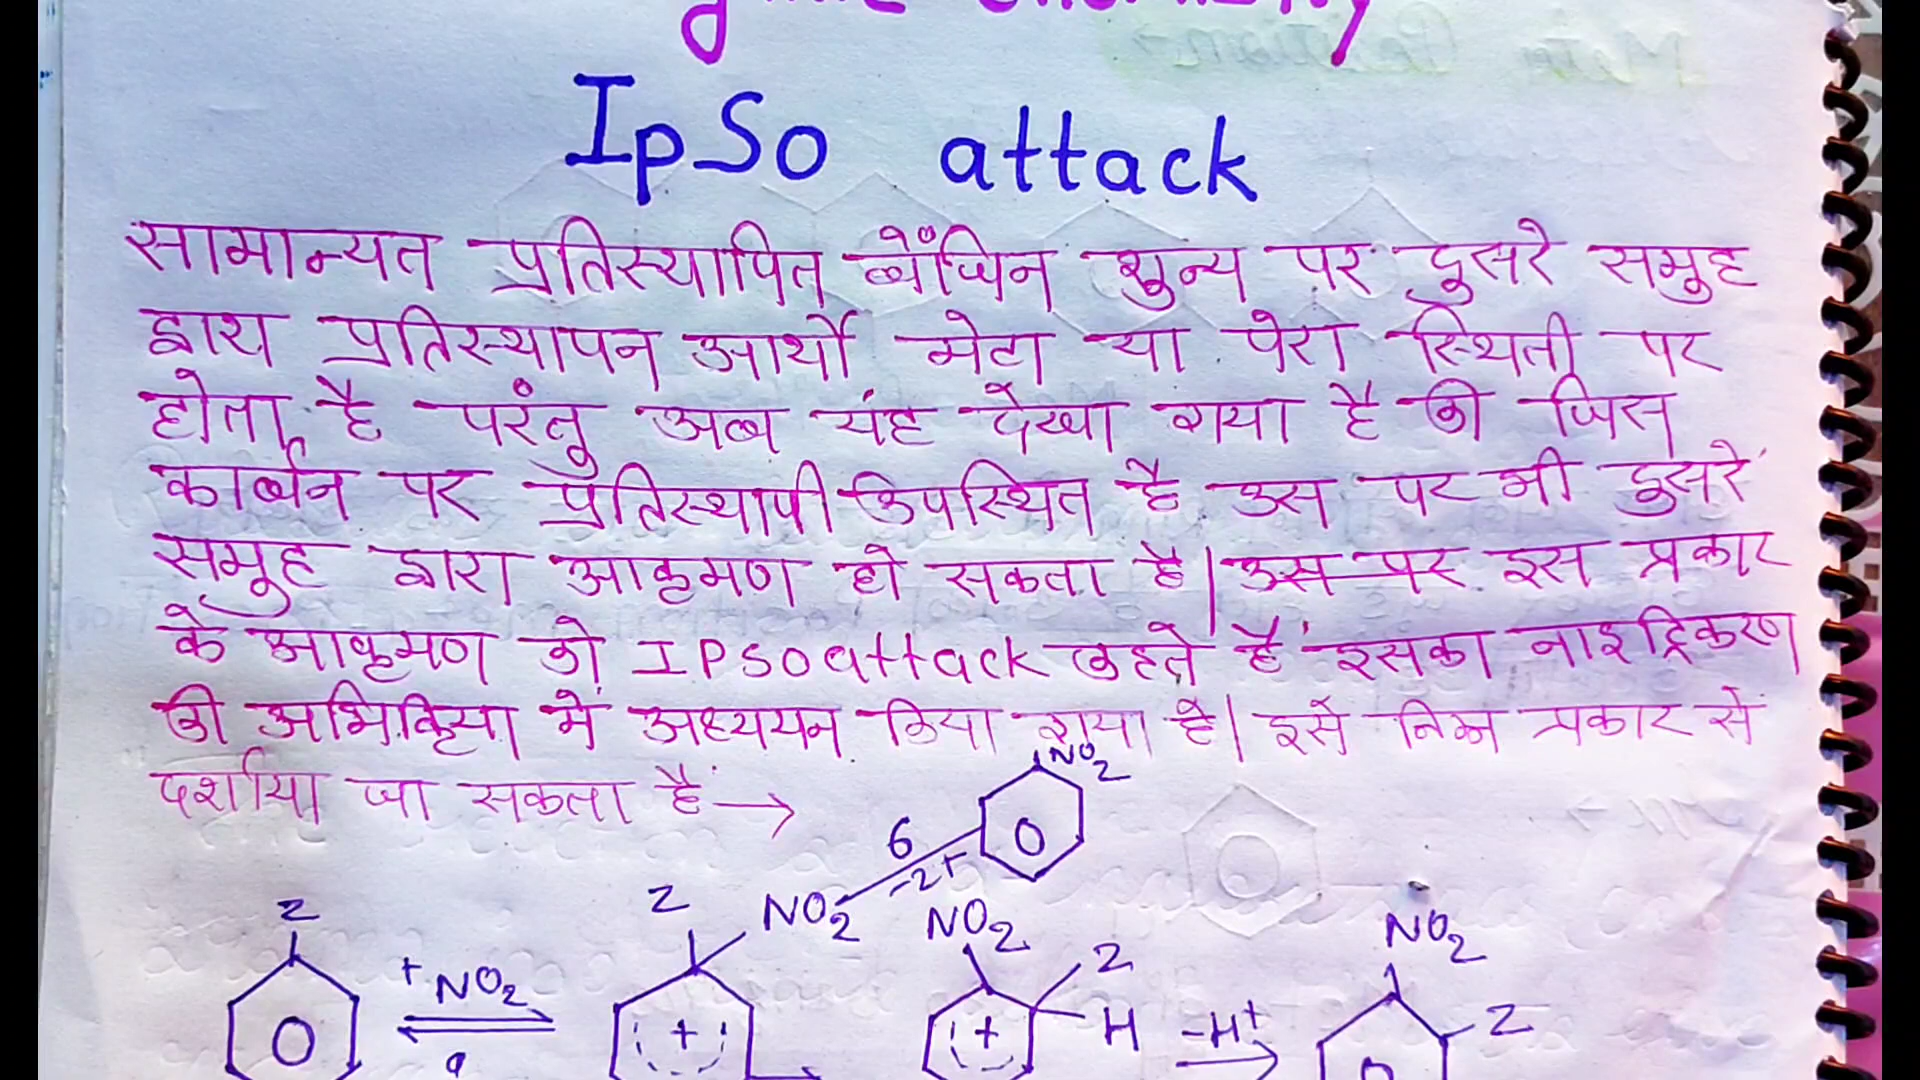 Ipso attack
सामान्यत प्रतिस्थापित बेँजिन शुन्य पर दुसरे समुह
द्वारा प्रतिस्थापन आर्थो मेटा या पेरा स्थिती पर
होता है परंतु अब यंह देखा गया है की जिस
कार्बन पर प्रतिस्थापी उपस्थित है उस पर भी दुसरें
समुह द्वारा आक्रमण हो सकता है| उस पर इस प्रकार
के आक्रमण को IPSO attack कहते हैं इसका नाइट्रिकरण
की अभिक्रिया में अध्ययन किया गया है| इसे निम्न प्रकार से
दर्शाया जा सकता है →
NO2
6
-Z+
Z
+NO2
a
Z NO2
+
NO2
Z
H
+
-H+
NO2
Z